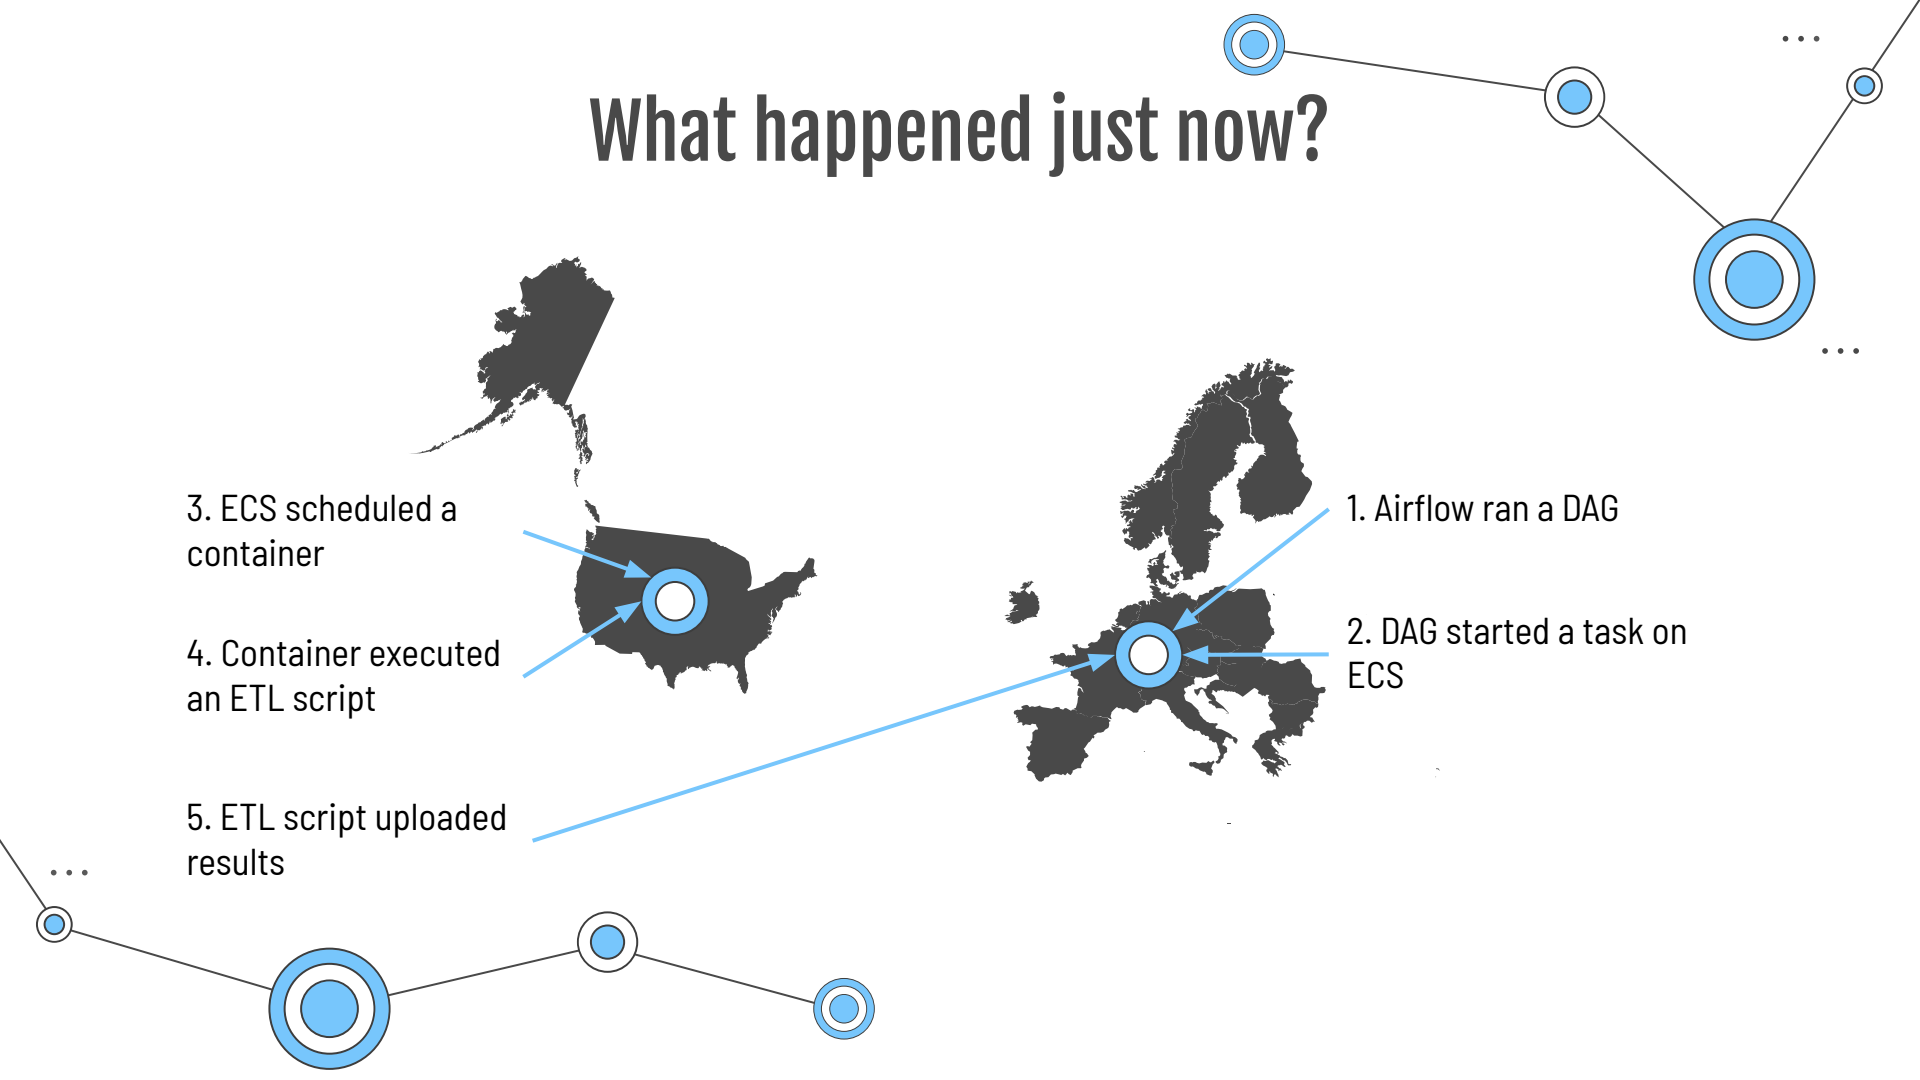 What happened just now?
3. ECS scheduled a
container
4. Container executed
an ETL script
5. ETL script uploaded
results
1. Airflow ran a DAG
2. DAG started a task on
ECS